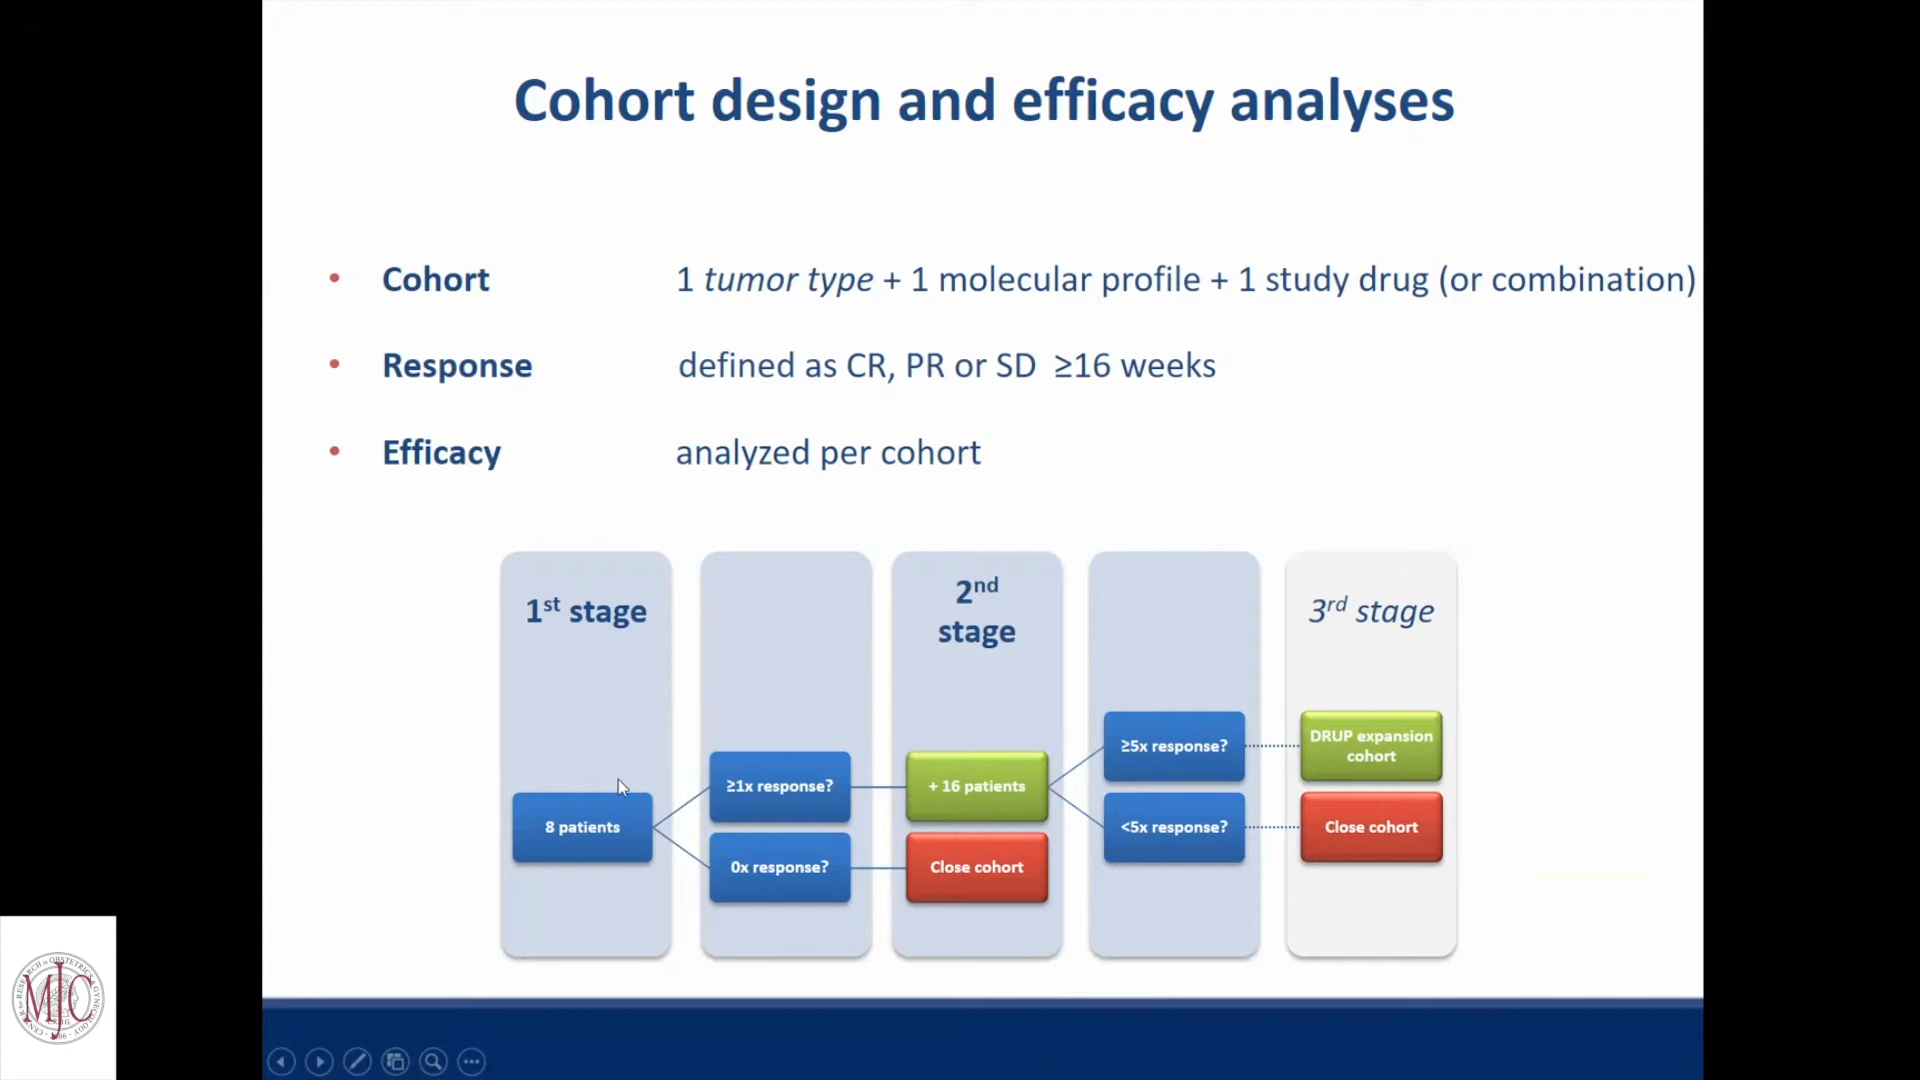 Cohort design and efficacy analyses
• Cohort 1 tumor type + 1 molecular profile + 1 study drug (or combination)
• Response defined as CR, PR or SD ≥16 weeks
• Efficacy analyzed per cohort
1st stage
2nd
stage
3rd stage
8 patients
≥1x response?
0x response?
+ 16 patients
Close cohort
≥5x response?
<5x response?
DRUP expansion
cohort
Close cohort
MJC